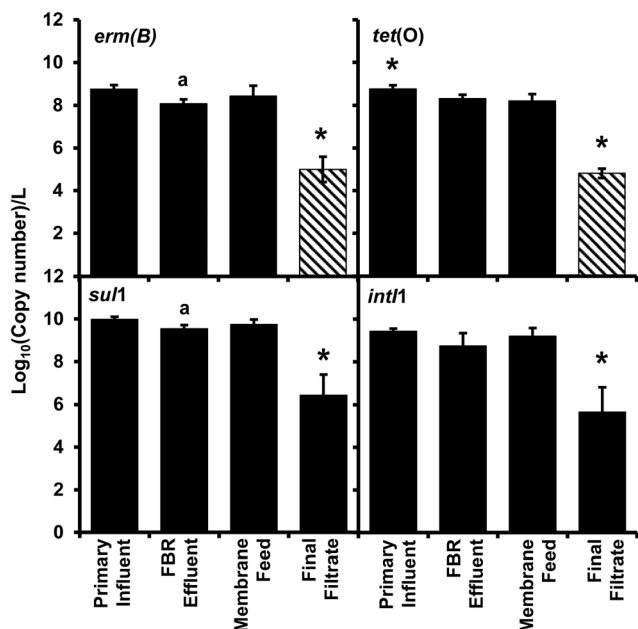 erm(B)
tet(O)
12
10
8
6
4
2
a
*
*
*
12
10
8
6
4
2
0
sul1
intI1
a
*
*
Log10(Copy number)/L
Primary Influent
FBR Effluent
Membrane Feed
Final Filtrate
Primary Influent
FBR Effluent
Membrane Feed
Final Filtrate